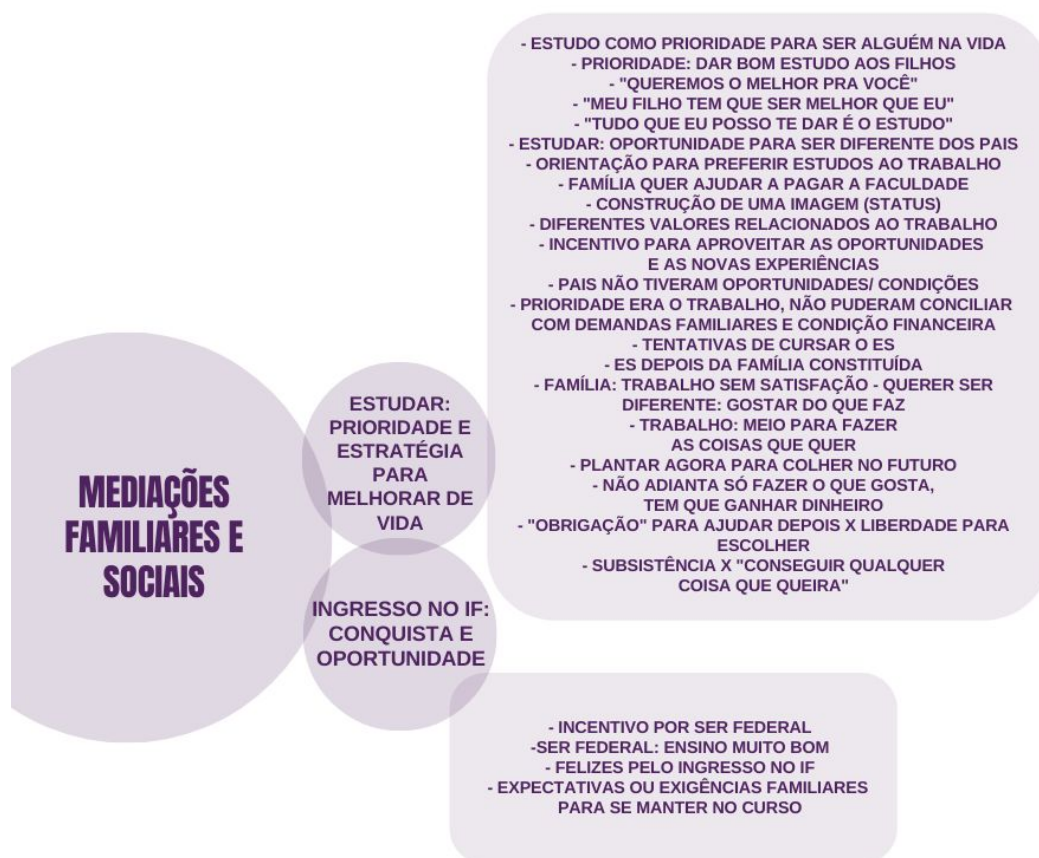 MEDIAÇÕES
FAMILIARES E
SOCIAIS
ESTUDAR:
PRIORIDADE E
ESTRATÉGIA
PARA
MELHORAR DE
VIDA
- ESTUDO COMO PRIORIDADE PARA SER ALGUÉM NA VIDA
- PRIORIDADE: DAR BOM ESTUDO AOS FILHOS
- "QUEREMOS O MELHOR PRA VOCÊ"
- "MEU FILHO TEM QUE SER MELHOR QUE EU"
- "TUDO QUE EU POSSO TE DAR É O ESTUDO"
- ESTUDAR: OPORTUNIDADE PARA SER DIFERENTE DOS PAIS
- ORIENTAÇÃO PARA PREFERIR ESTUDOS AO TRABALHO
- FAMÍLIA QUER AJUDAR A PAGAR A FACULDADE
- CONSTRUÇÃO DE UMA IMAGEM (STATUS)
- DIFERENTES VALORES RELACIONADOS AO TRABALHO
- INCENTIVO PARA APROVEITAR AS OPORTUNIDADES
E AS NOVAS EXPERIÊNCIAS
- PAIS NÃO TIVERAM OPORTUNIDADES/ CONDIÇÕES
- PRIORIDADE ERA O TRABALHO, NÃO PUDERAM CONCILIAR
COM DEMANDAS FAMILIARES E CONDIÇÃO FINANCEIRA
- TENTATIVAS DE CURSAR O ES
- ES DEPOIS DA FAMÍLIA CONSTITUÍDA
- FAMÍLIA: TRABALHO SEM SATISFAÇÃO - QUERER SER
DIFERENTE: GOSTAR DO QUE FAZ
- TRABALHO: MEIO PARA FAZER
AS COISAS QUE QUER
- PLANTAR AGORA PARA COLHER NO FUTURO
- NÃO ADIANTA SÓ FAZER O QUE GOSTA,
TEM QUE GANHAR DINHEIRO
- "OBRIGAÇÃO" PARA AJUDAR DEPOIS X LIBERDADE PARA
ESCOLHER
- SUBSISTÊNCIA X "CONSEGUIR QUALQUER
COISA QUE QUEIRA"
INGRESSO NO IF:
CONQUISTA E
OPORTUNIDADE
- INCENTIVO POR SER FEDERAL
-SER FEDERAL: ENSINO MUITO BOM
- FELIZES PELO INGRESSO NO IF
- EXPECTATIVAS OU EXIGÊNCIAS FAMILIARES
PARA SE MANTER NO CURSO